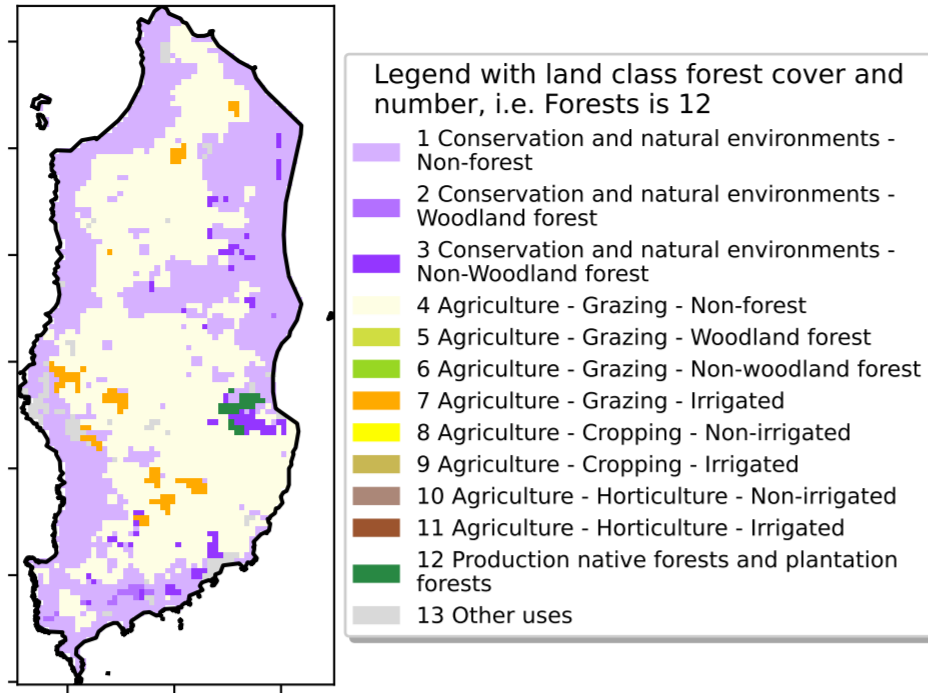 Legend with land class forest cover and
number, i.e. Forests is 12
1 Conservation and natural environments -
Non-forest
2 Conservation and natural environments -
Woodland forest
3 Conservation and natural environments -
Non-Woodland forest
4 Agriculture - Grazing - Non-forest
5 Agriculture - Grazing - Woodland forest
6 Agriculture - Grazing - Non-woodland forest
7 Agriculture - Grazing - Irrigated
8 Agriculture - Cropping - Non-irrigated
9 Agriculture - Cropping - Irrigated
10 Agriculture - Horticulture - Non-irrigated
11 Agriculture - Horticulture - Irrigated
12 Production native forests and plantation
forests
13 Other uses